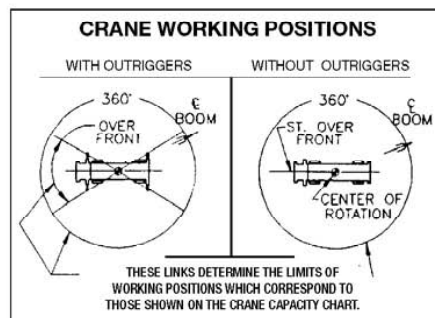 CRANE WORKING POSITIONS
WITH OUTRIGGERS
WITHOUT OUTRIGGERS
360°
℄
BOOM
OVER
FRONT
360°
℄
BOOM
ST. OVER
FRONT
CENTER OF
ROTATION
THESE LINKS DETERMINE THE LIMITS OF
WORKING POSITIONS WHICH CORRESPOND TO
THOSE SHOWN ON THE CRANE CAPACITY CHART.